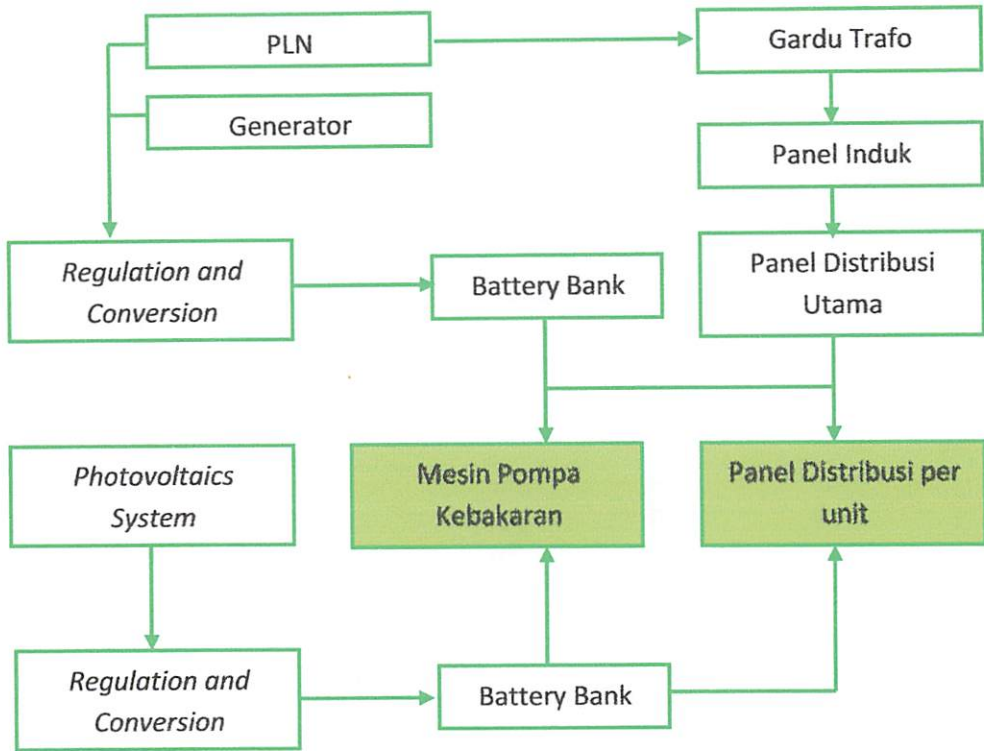 PLN
Gardu Trafo
Generator
Panel Induk
Regulation and
Conversion
Battery Bank
Panel Distribusi
Utama
Photovoltaics
System
Mesin Pompa
Kebakaran
Panel Distribusi per
unit
Regulation and
Conversion
Battery Bank